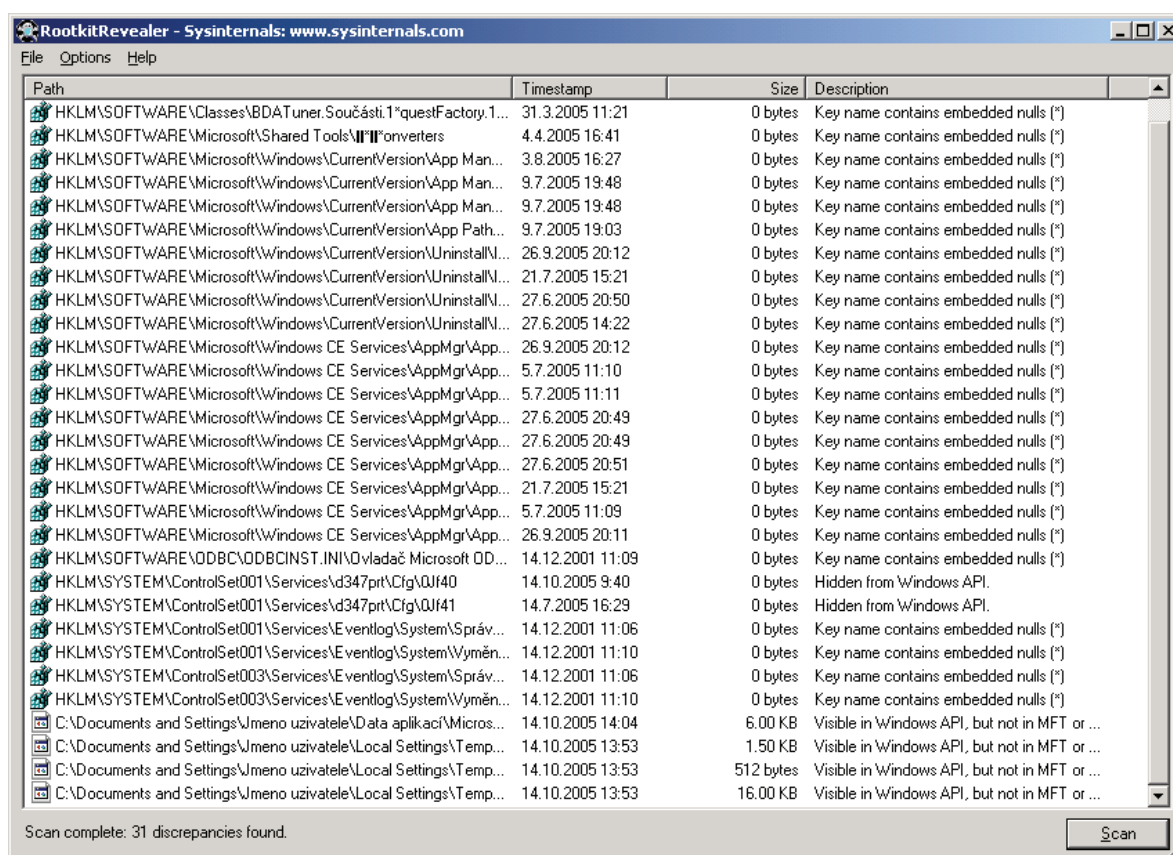 RootkitRevealer - Sysinternals: www.sysinternals.com
File Options Help
Path Timestamp Size Description
HKLM\SOFTWARE\Classes\BDATuner.Součásti.1*questFactory.1... 31.3.2005 11:21 0 bytes Key name contains embedded nulls (*)
HKLM\SOFTWARE\Microsoft\Shared Tools\*onverters 4.4.2005 16:41 0 bytes Key name contains embedded nulls (*)
HKLM\SOFTWARE\Microsoft\Windows\CurrentVersion\App Man... 3.8.2005 16:27 0 bytes Key name contains embedded nulls (*)
HKLM\SOFTWARE\Microsoft\Windows\CurrentVersion\App Man... 9.7.2005 19:48 0 bytes Key name contains embedded nulls (*)
HKLM\SOFTWARE\Microsoft\Windows\CurrentVersion\App Man... 9.7.2005 19:48 0 bytes Key name contains embedded nulls (*)
HKLM\SOFTWARE\Microsoft\Windows\CurrentVersion\App Path... 9.7.2005 19:03 0 bytes Key name contains embedded nulls (*)
HKLM\SOFTWARE\Microsoft\Windows\CurrentVersion\Uninstall\I... 26.9.2005 20:12 0 bytes Key name contains embedded nulls (*)
HKLM\SOFTWARE\Microsoft\Windows\CurrentVersion\Uninstall\I... 21.7.2005 15:21 0 bytes Key name contains embedded nulls (*)
HKLM\SOFTWARE\Microsoft\Windows\CurrentVersion\Uninstall\I... 27.6.2005 20:50 0 bytes Key name contains embedded nulls (*)
HKLM\SOFTWARE\Microsoft\Windows\CurrentVersion\Uninstall\I... 27.6.2005 14:22 0 bytes Key name contains embedded nulls (*)
HKLM\SOFTWARE\Microsoft\Windows CE Services\AppMgr\App... 26.9.2005 20:12 0 bytes Key name contains embedded nulls (*)
HKLM\SOFTWARE\Microsoft\Windows CE Services\AppMgr\App... 5.7.2005 11:10 0 bytes Key name contains embedded nulls (*)
HKLM\SOFTWARE\Microsoft\Windows CE Services\AppMgr\App... 5.7.2005 11:11 0 bytes Key name contains embedded nulls (*)
HKLM\SOFTWARE\Microsoft\Windows CE Services\AppMgr\App... 27.6.2005 20:49 0 bytes Key name contains embedded nulls (*)
HKLM\SOFTWARE\Microsoft\Windows CE Services\AppMgr\App... 27.6.2005 20:49 0 bytes Key name contains embedded nulls (*)
HKLM\SOFTWARE\Microsoft\Windows CE Services\AppMgr\App... 27.6.2005 20:51 0 bytes Key name contains embedded nulls (*)
HKLM\SOFTWARE\Microsoft\Windows CE Services\AppMgr\App... 21.7.2005 15:21 0 bytes Key name contains embedded nulls (*)
HKLM\SOFTWARE\Microsoft\Windows CE Services\AppMgr\App... 5.7.2005 11:09 0 bytes Key name contains embedded nulls (*)
HKLM\SOFTWARE\Microsoft\Windows CE Services\AppMgr\App... 26.9.2005 20:11 0 bytes Key name contains embedded nulls (*)
HKLM\SOFTWARE\ODBC\ODBCINST.INI\Ovladač Microsoft OD... 14.12.2001 11:09 0 bytes Key name contains embedded nulls (*)
HKLM\SYSTEM\ControlSet001\Services\d347prt\Cfg\0Jf40 14.10.2005 9:40 0 bytes Hidden from Windows API.
HKLM\SYSTEM\ControlSet001\Services\d347prt\Cfg\0Jf41 14.7.2005 16:29 0 bytes Hidden from Windows API.
HKLM\SYSTEM\ControlSet001\Services\Eventlog\System\Správ... 14.12.2001 11:06 0 bytes Key name contains embedded nulls (*)
HKLM\SYSTEM\ControlSet001\Services\Eventlog\System\Vyměn... 14.12.2001 11:10 0 bytes Key name contains embedded nulls (*)
HKLM\SYSTEM\ControlSet003\Services\Eventlog\System\Správ... 14.12.2001 11:06 0 bytes Key name contains embedded nulls (*)
HKLM\SYSTEM\ControlSet003\Services\Eventlog\System\Vyměn... 14.12.2001 11:10 0 bytes Key name contains embedded nulls (*)
C:\Documents and Settings\Jmeno uzivatele\Data aplikací\Micros... 14.10.2005 14:04 6.00 KB Visible in Windows API, but not in MFT or ...
C:\Documents and Settings\Jmeno uzivatele\Local Settings\Temp... 14.10.2005 13:53 1.50 KB Visible in Windows API, but not in MFT or ...
C:\Documents and Settings\Jmeno uzivatele\Local Settings\Temp... 14.10.2005 13:53 512 bytes Visible in Windows API, but not in MFT or ...
C:\Documents and Settings\Jmeno uzivatele\Local Settings\Temp... 14.10.2005 13:53 16.00 KB Visible in Windows API, but not in MFT or ...
Scan complete: 31 discrepancies found. Scan